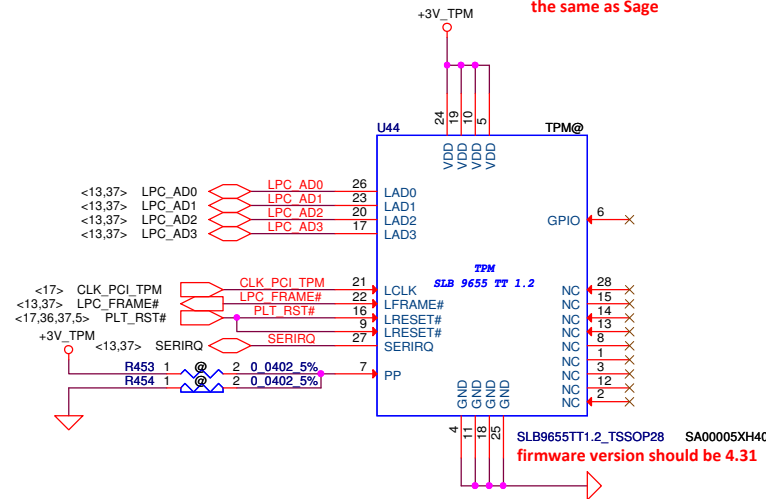 the same as Sage
+3V_TPM
U44
TPM@
24
19
10
5
VDD
VDD
VDD
VDD
<13,37> LPC_AD0 LPC_AD0 26 LAD0
<13,37> LPC_AD1 LPC_AD1 23 LAD1
<13,37> LPC_AD2 LPC_AD2 20 LAD2
<13,37> LPC_AD3 LPC_AD3 17 LAD3
GPIO 6
TPM
SLB 9655 TT 1.2
<17> CLK_PCI_TPM CLK_PCI_TPM 21 LCLK
<13,37> LPC_FRAME# LPC_FRAME# 22 LFRAME#
<17,36,37,5> PLT_RST# PLT_RST# 16 LRESET#
9 LRESET#
<13,37> SERIRQ SERIRQ 27 SERIRQ
+3V_TPM
R453 1 @ 2 0_0402_5%
R454 1 @ 2 0_0402_5%
7 PP
NC 28
NC 15
NC 14
NC 13
NC 8
NC 1
NC 3
NC 12
NC 2
GND
GND
GND
GND
4
11
18
25
SLB9655TT1.2_TSSOP28 SA00005XH40
firmware version should be 4.31